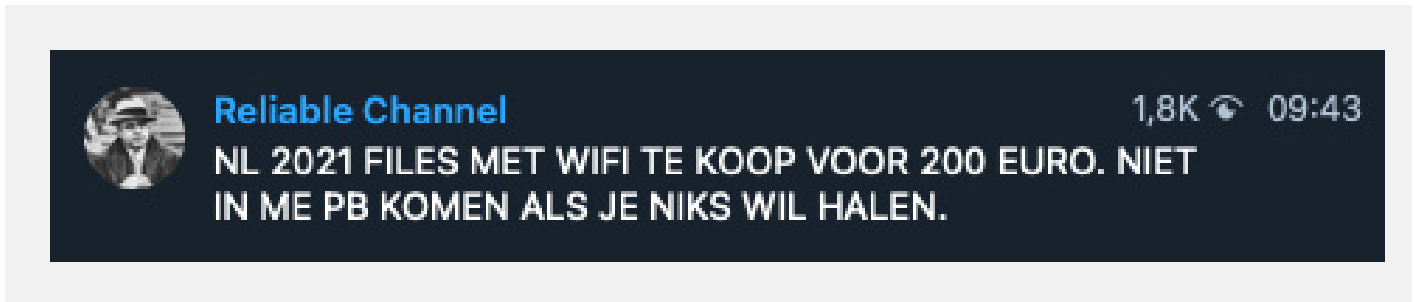 Reliable Channel 1,8K 09:43
NL 2021 FILES MET WIFI TE KOOP VOOR 200 EURO. NIET
IN ME PB KOMEN ALS JE NIKS WIL HALEN.